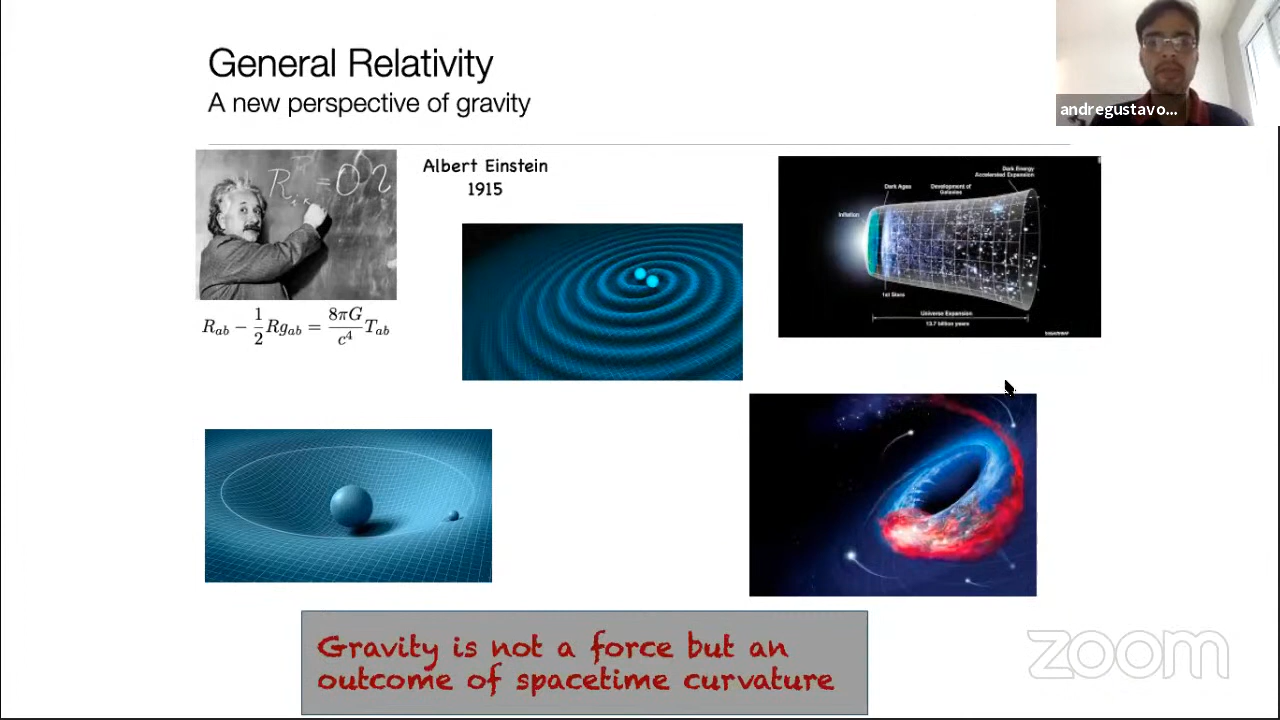 General Relativity
A new perspective of gravity
andregustavo...
Albert Einstein
1915
R_{ab} - \frac{1}{2}Rg_{ab} = \frac{8\pi G}{c^4}T_{ab}
Dark Energy
Accelerated Expansion
Dark Ages
Development of
Galaxies
Inflation
1st Stars
Universe Expansion
13.7 billion years
Gravity is not a force but an
outcome of spacetime curvature
zoom